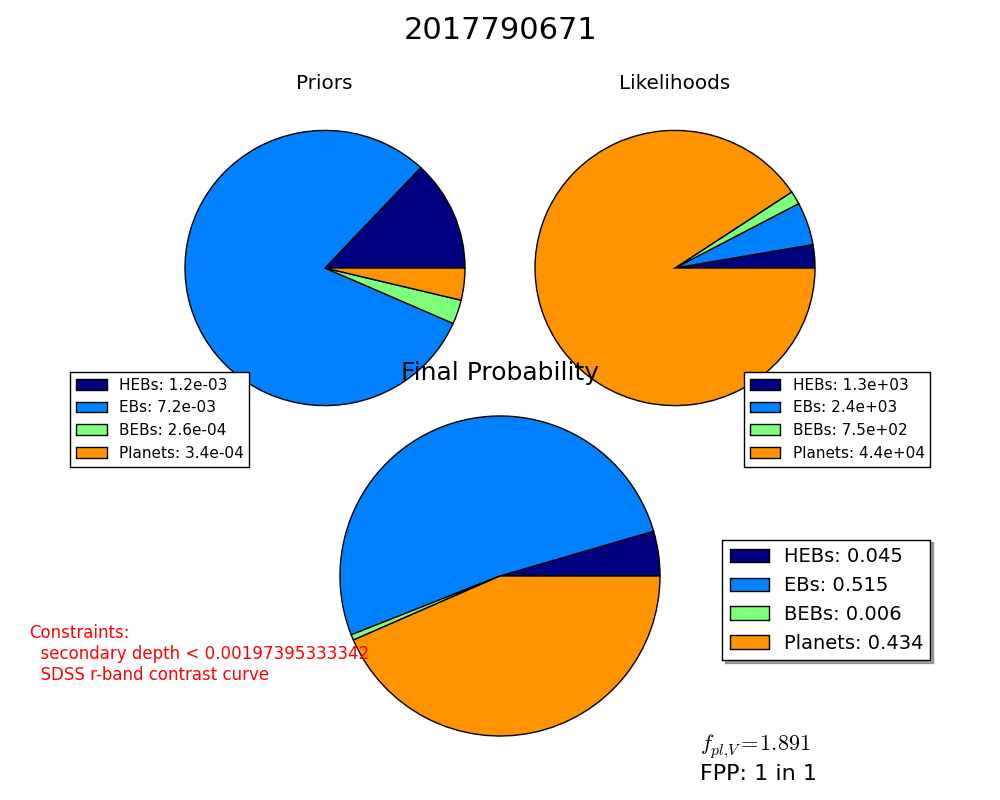 2017790671
Priors
Likelihoods
HEBs: 1.2e-03
EBs: 7.2e-03
BEBs: 2.6e-04
Planets: 3.4e-04
HEBs: 1.3e+03
EBs: 2.4e+03
BEBs: 7.5e+02
Planets: 4.4e+04
Final Probability
HEBs: 0.045
EBs: 0.515
BEBs: 0.006
Planets: 0.434
Constraints:
secondary depth < 0.00197395333342
SDSS r-band contrast curve
f_{pl,V}=1.891
FPP: 1 in 1